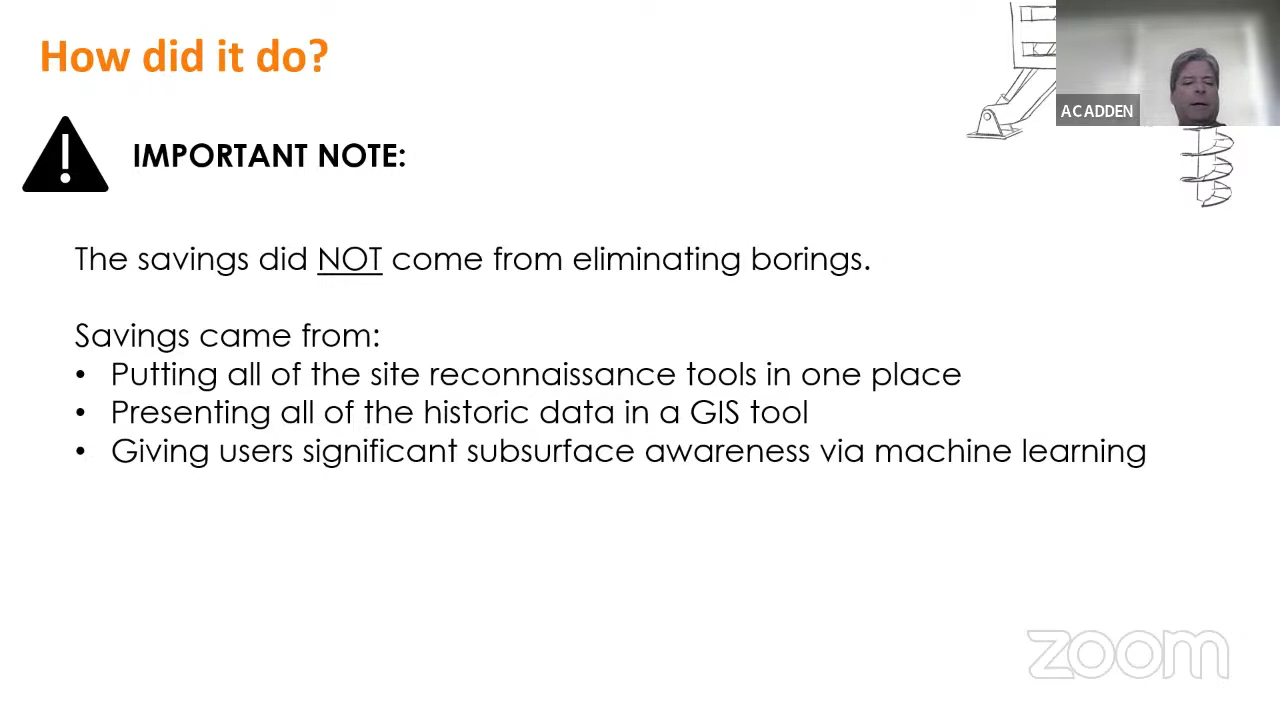 How did it do?
AC ADDEN
IMPORTANT NOTE:
The savings did NOT come from eliminating borings.
Savings came from:
• Putting all of the site reconnaissance tools in one place
• Presenting all of the historic data in a GIS tool
• Giving users significant subsurface awareness via machine learning
zoom